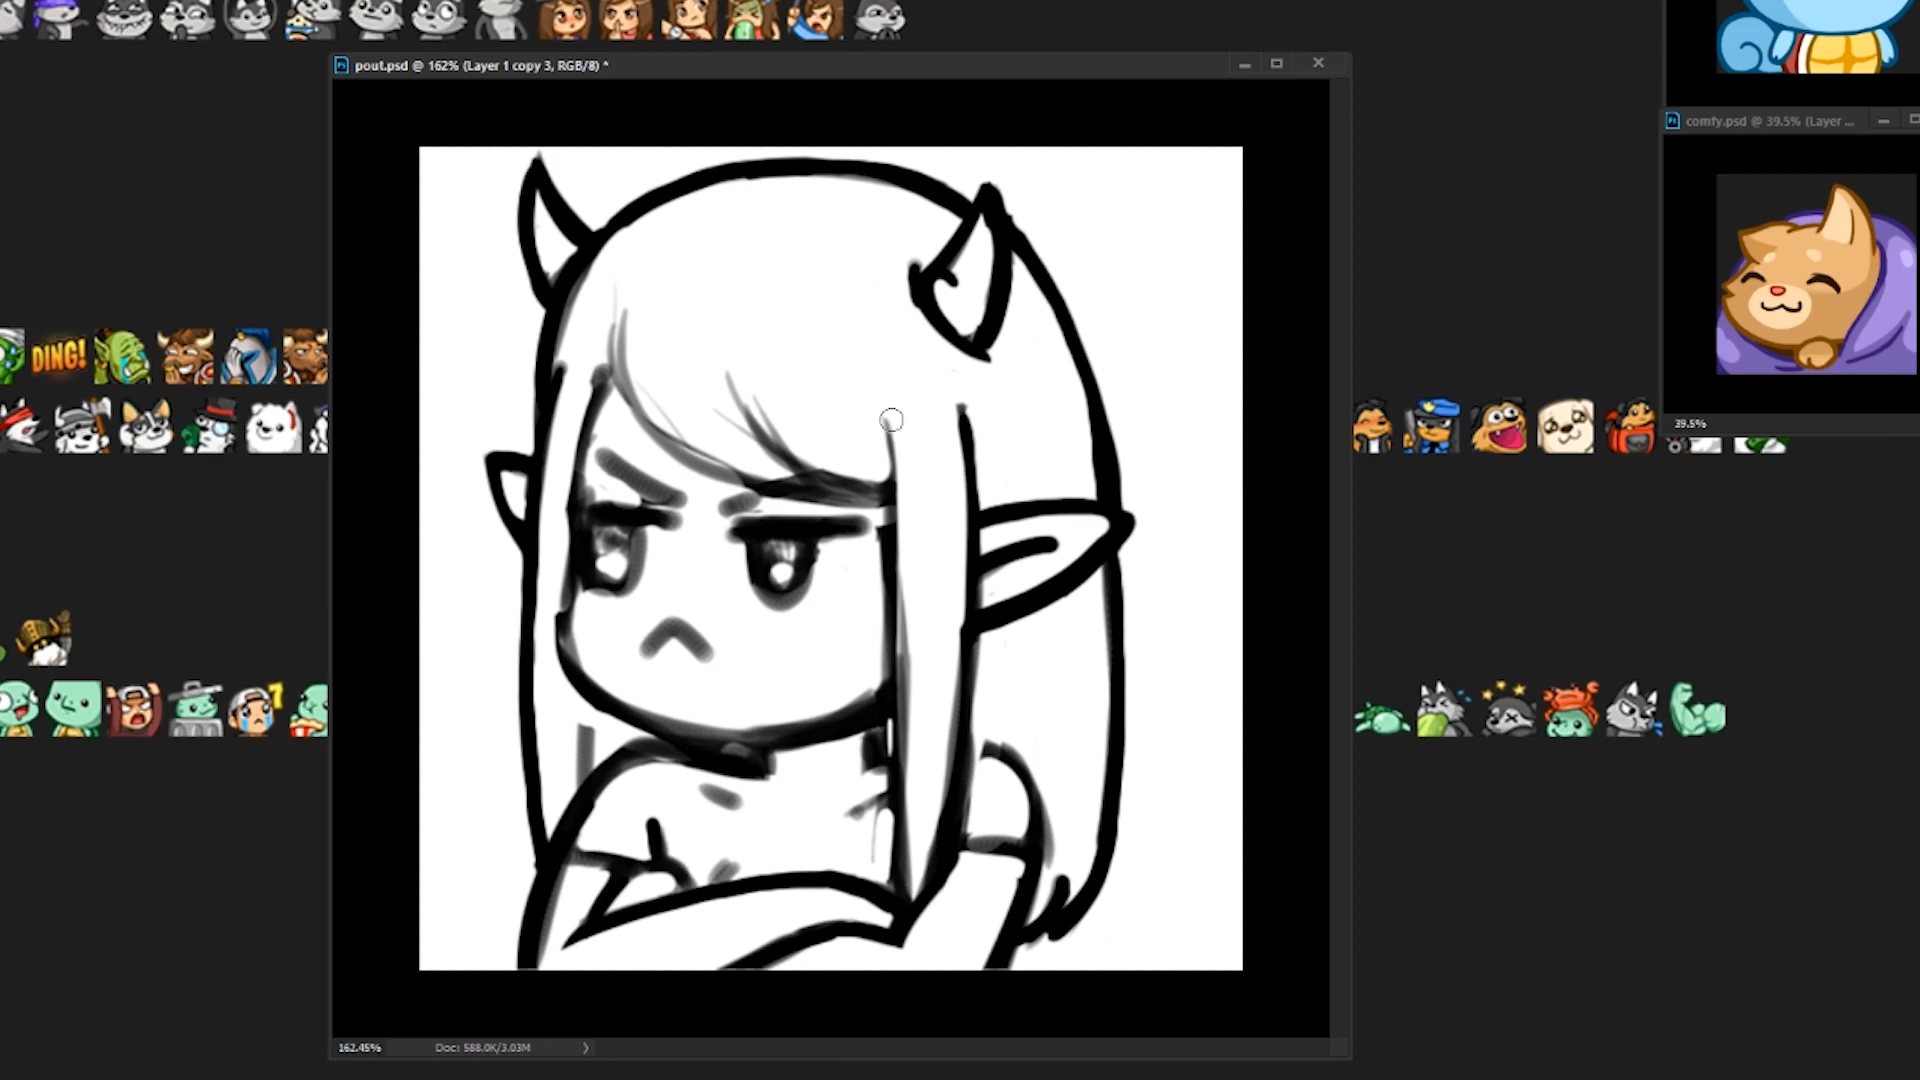 pout.psd @ 162% (Layer 1 copy 3, RGB/8) *
comfy.psd @ 39.5% (Layer ...
DING!
39.5%
7
162.45%
Doc: 588.0K/3.03M